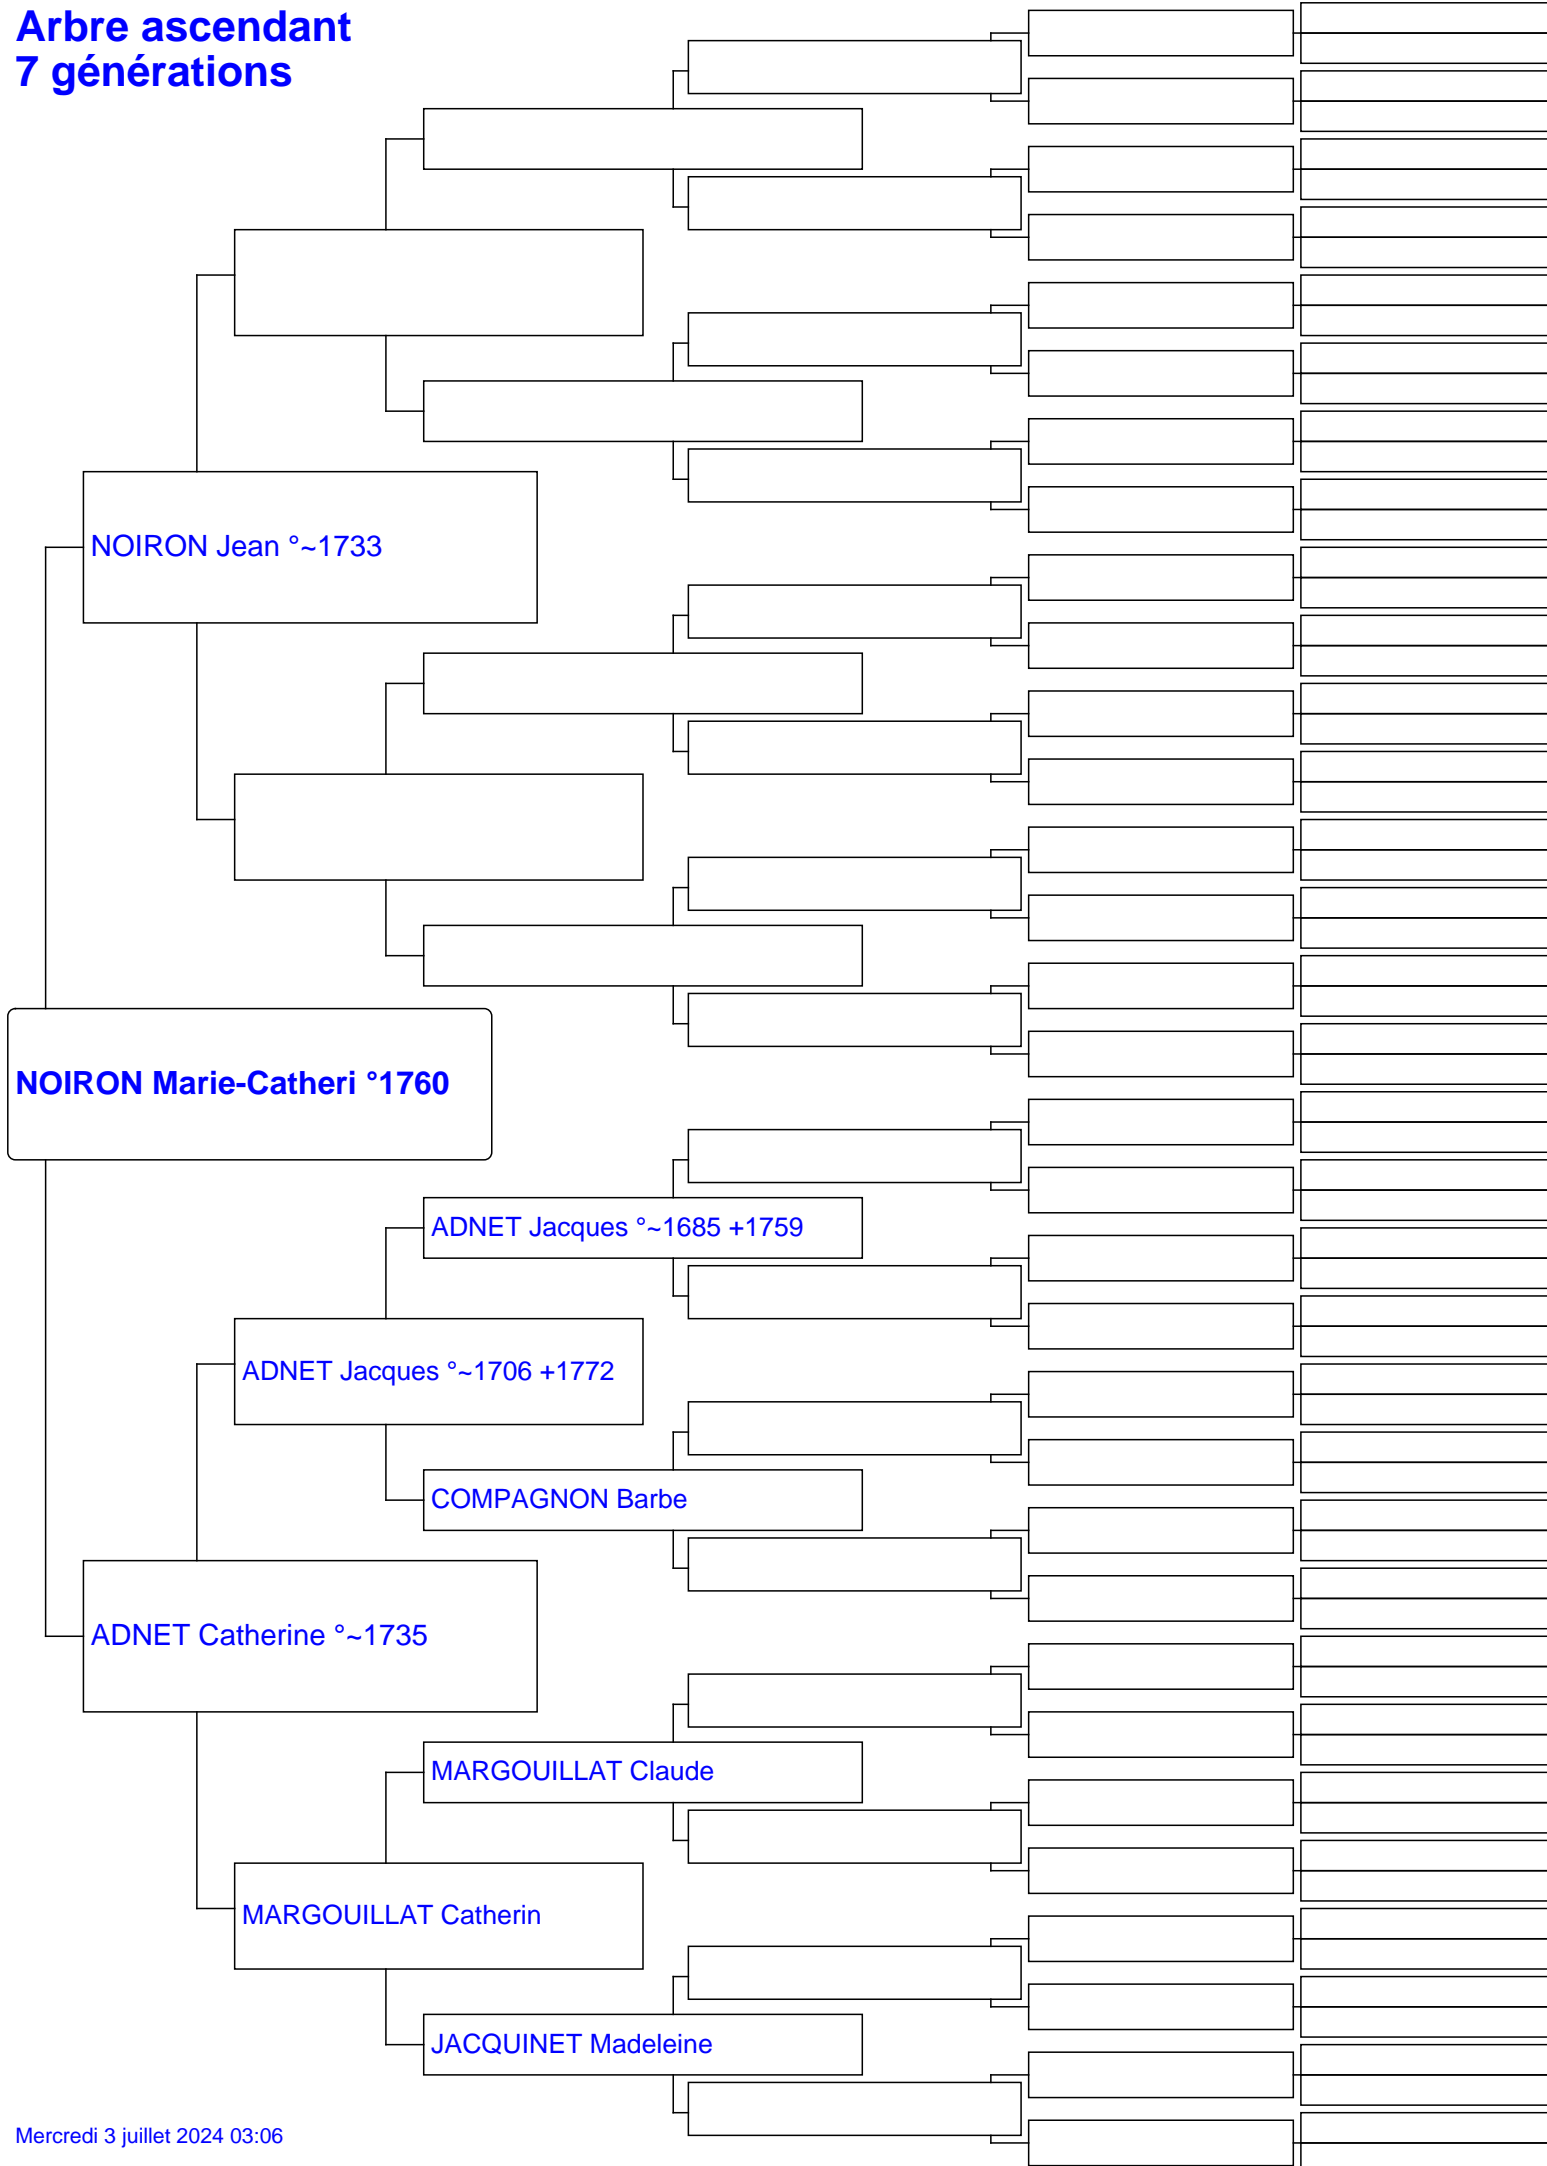 Arbre ascendant
7 générations
NOIRON Jean °~1733
NOIRON Marie-Catheri °1760
ADNET Jacques °~1685 +1759
ADNET Jacques °~1706 +1772
COMPAGNON Barbe
ADNET Catherine °~1735
MARGOUILLAT Claude
MARGOUILLAT Catherin
JACQUINET Madeleine
Mercredi 3 juillet 2024 03:06